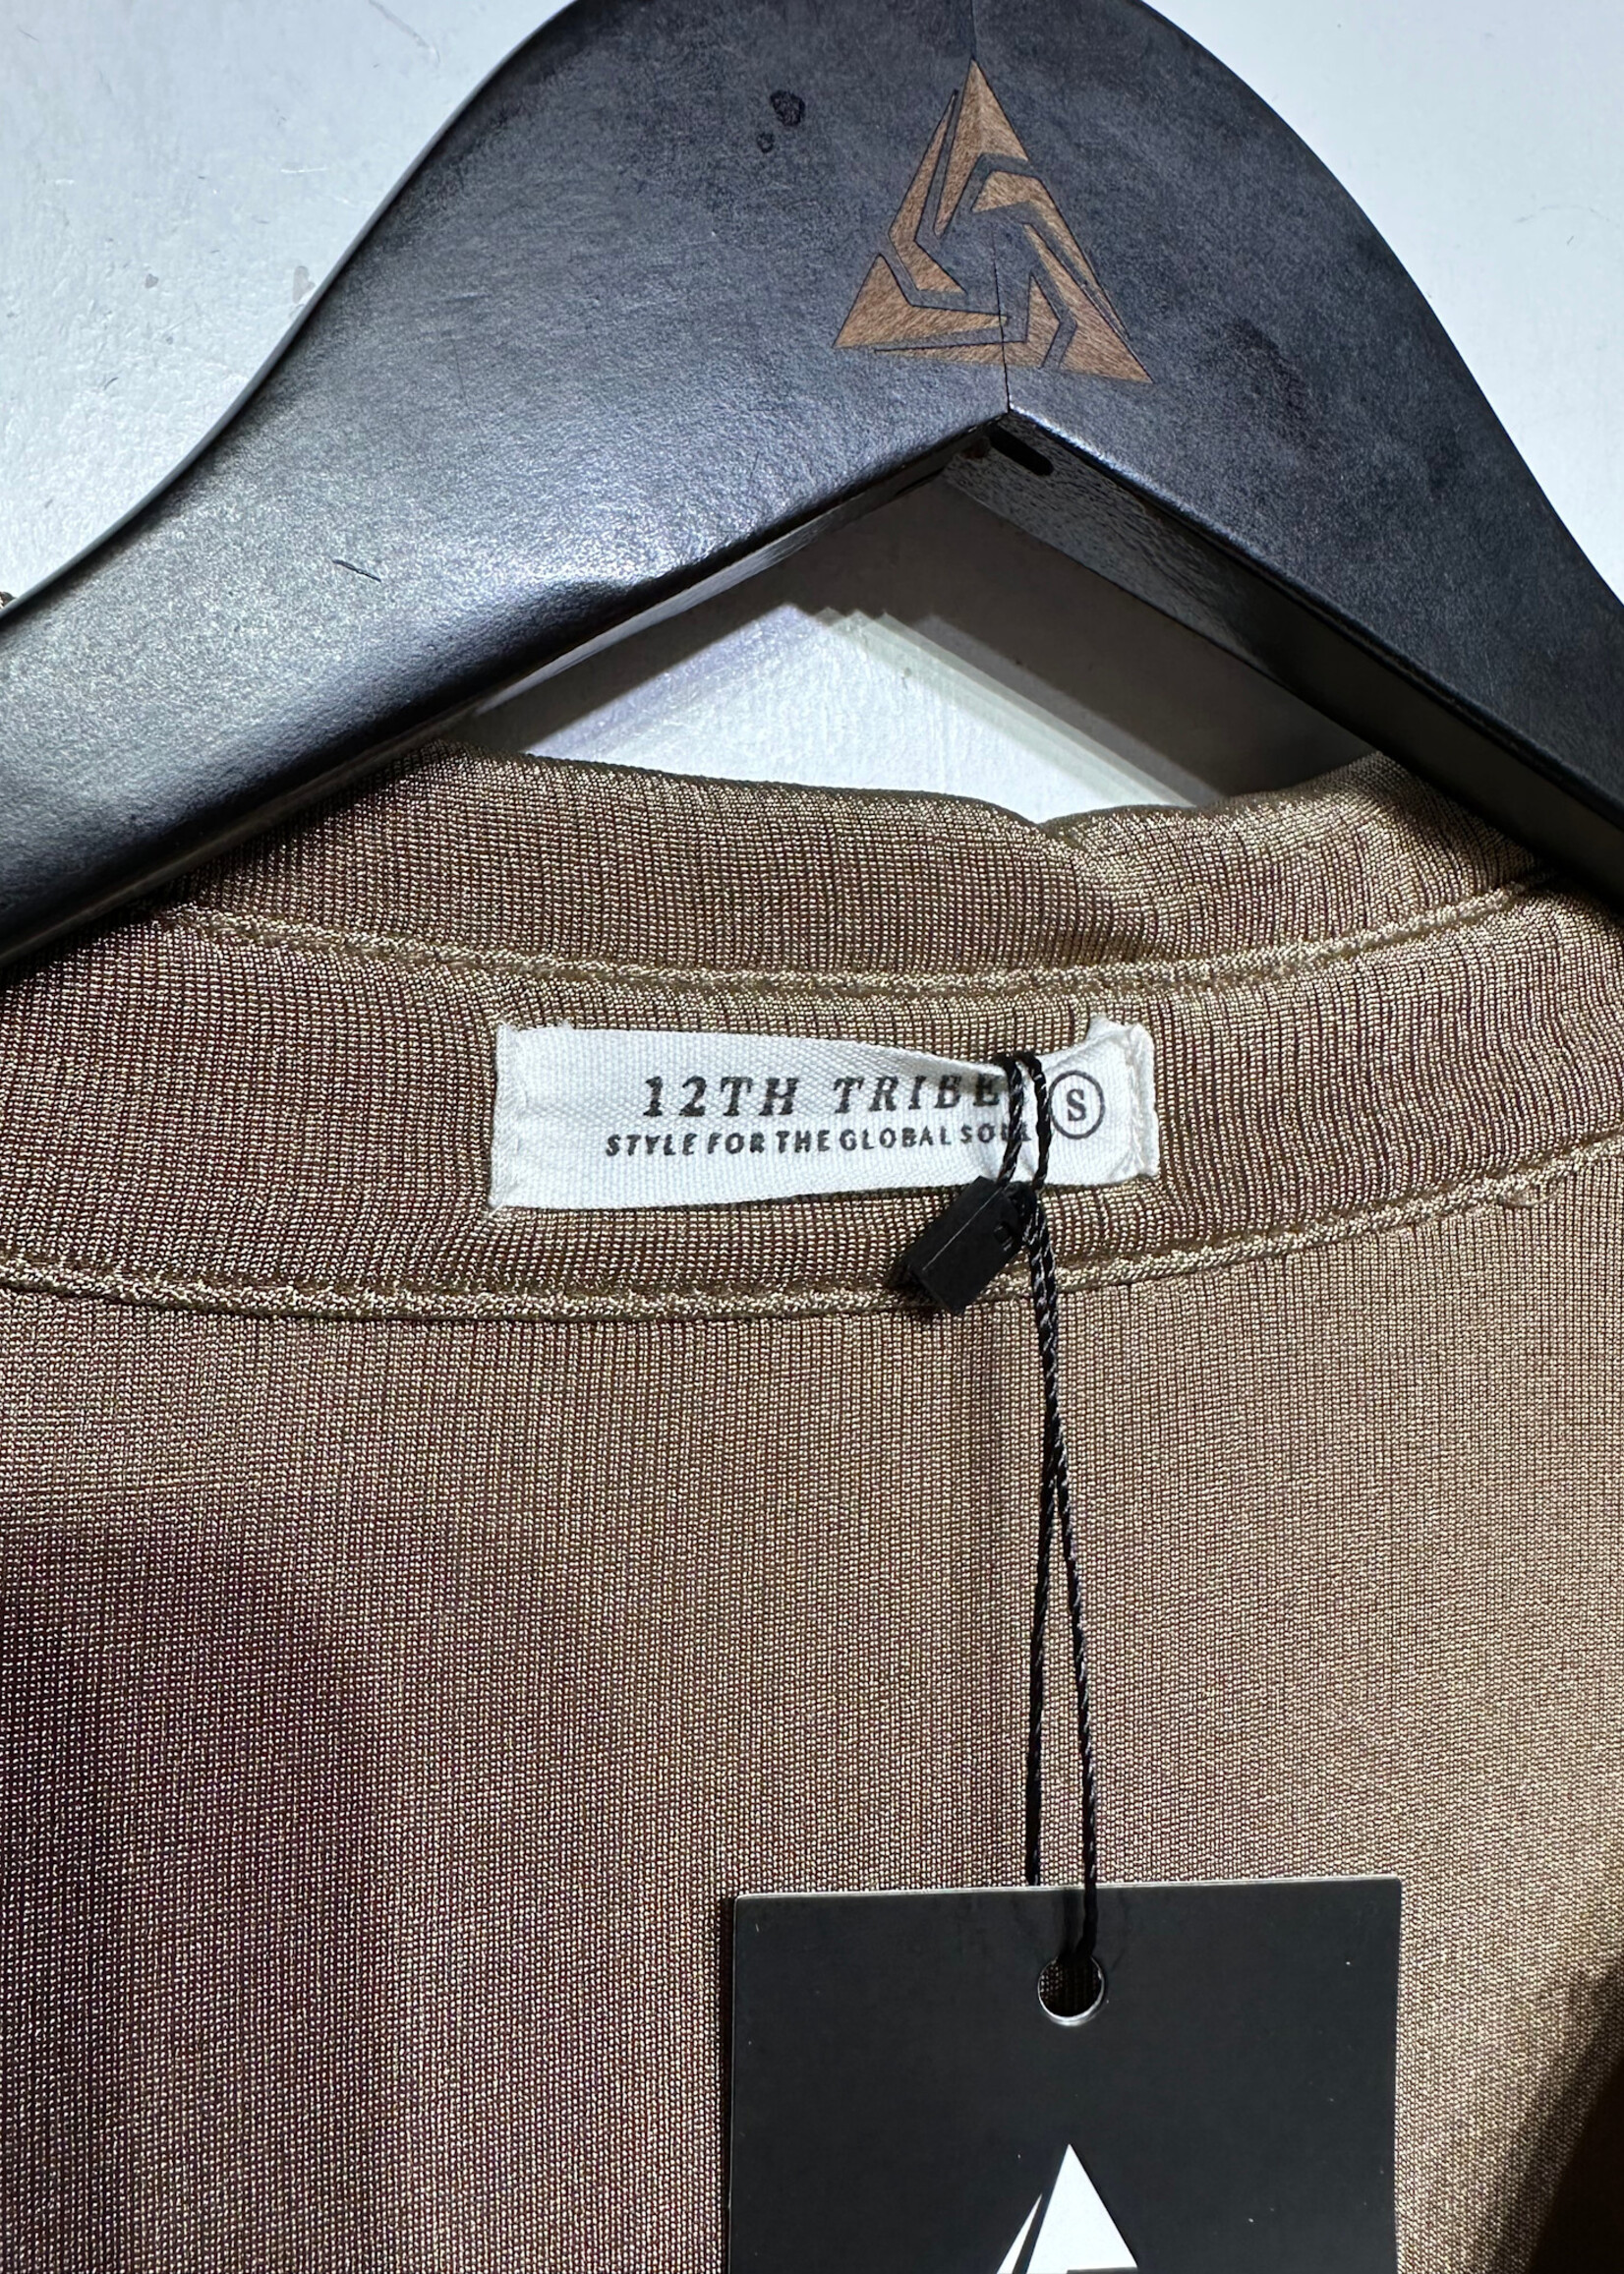 12TH TRIBE S
STYLE FOR THE GLOBAL SOUL